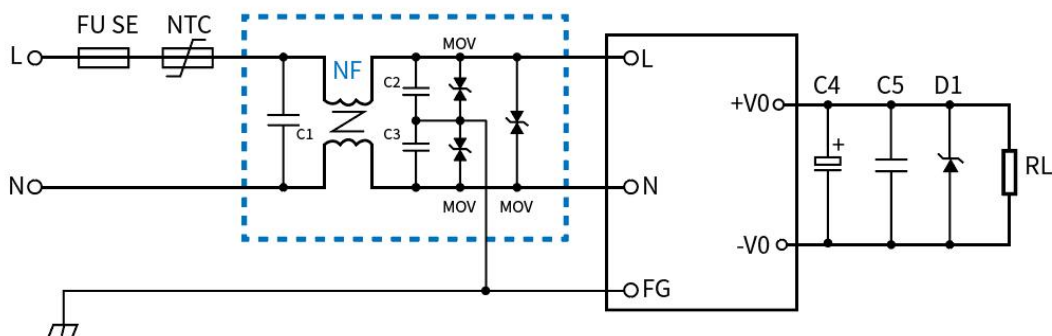 FU SE
NTC
L
NF
MOV
C2
C1
C3
MOV
MOV
N
L
N
FG
+V0
-V0
C4
C5
D1
+
RL